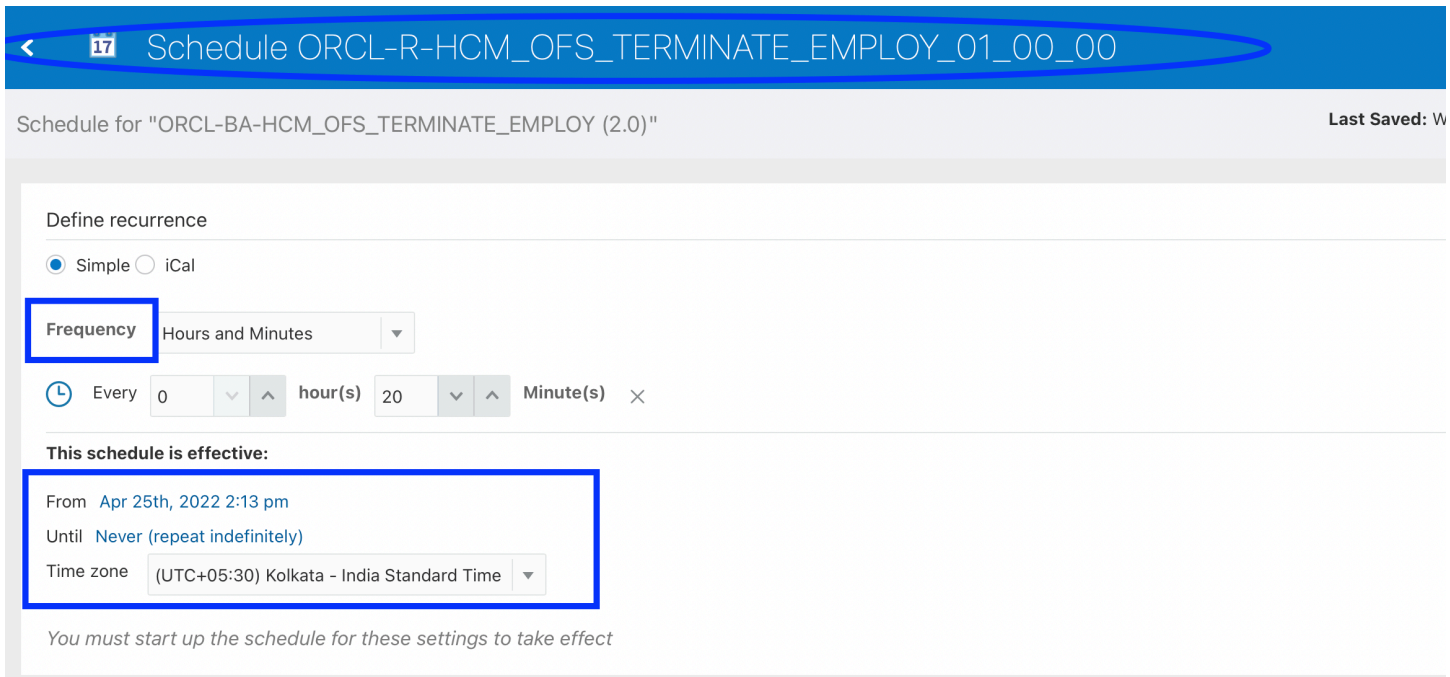 17 Schedule ORCL-R-HCM_OFS_TERMINATE_EMPLOY_01_00_00
Schedule for "ORCL-BA-HCM_OFS_TERMINATE_EMPLOY (2.0)" Last Saved: W
Define recurrence
Simple iCal
Frequency Hours and Minutes
Every 0 hour(s) 20 Minute(s)
This schedule is effective:
From Apr 25th, 2022 2:13 pm
Until Never (repeat indefinitely)
Time zone (UTC+05:30) Kolkata - India Standard Time
You must start up the schedule for these settings to take effect